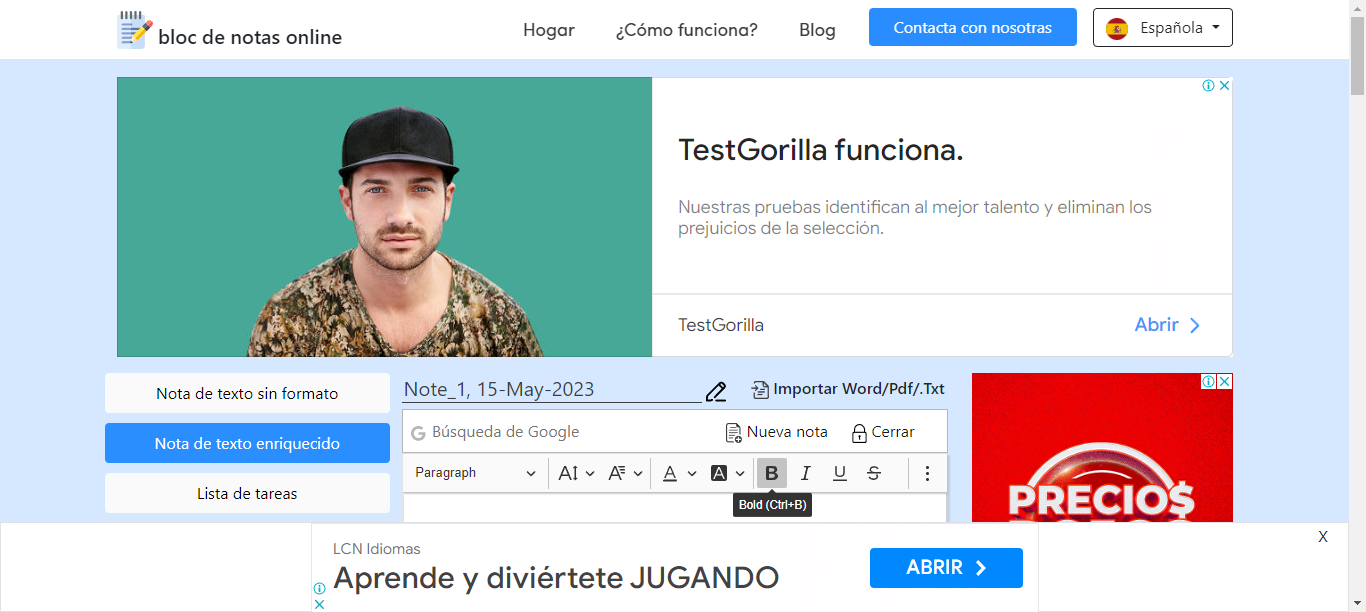 bloc de notas online
Hogar
¿Cómo funciona?
Blog
Contacta con nosotras
Española
TestGorilla funciona.
Nuestras pruebas identifican al mejor talento y eliminan los
prejuicios de la selección.
TestGorilla
Abrir
Nota de texto sin formato
Nota de texto enriquecido
Lista de tareas
Note_1, 15-May-2023
Importar Word/Pdf/.Txt
Búsqueda de Google
Nueva nota
Cerrar
Paragraph
Bold (Ctrl+B)
PRECIO$
LCN Idiomas
Aprende y diviértete JUGANDO
ABRIR
X